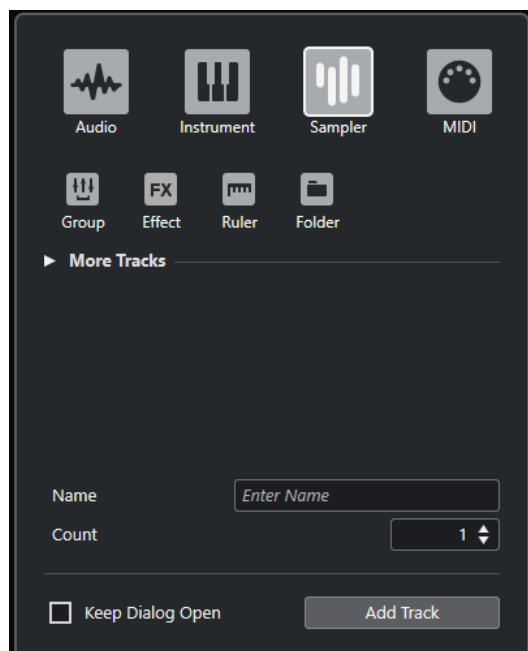 Audio Instrument Sampler MIDI
FX
Group Effect Ruler Folder
More Tracks
Name Enter Name
Count 1
Keep Dialog Open Add Track